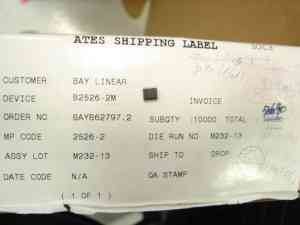 ATES SHIPPING LABEL
CUSTOMER BAY LINEAR
DEVICE B2526-2M INVOICE
ORDER NO BAYB62797.2 SUBQTY :10000 TOTAL
MP CODE 2526-2 DIE RUN NO M232-13
ASSY LOT M232-13 SHIP TO DROP
DATE CODE N/A QA STAMP
( 1 OF 1 )